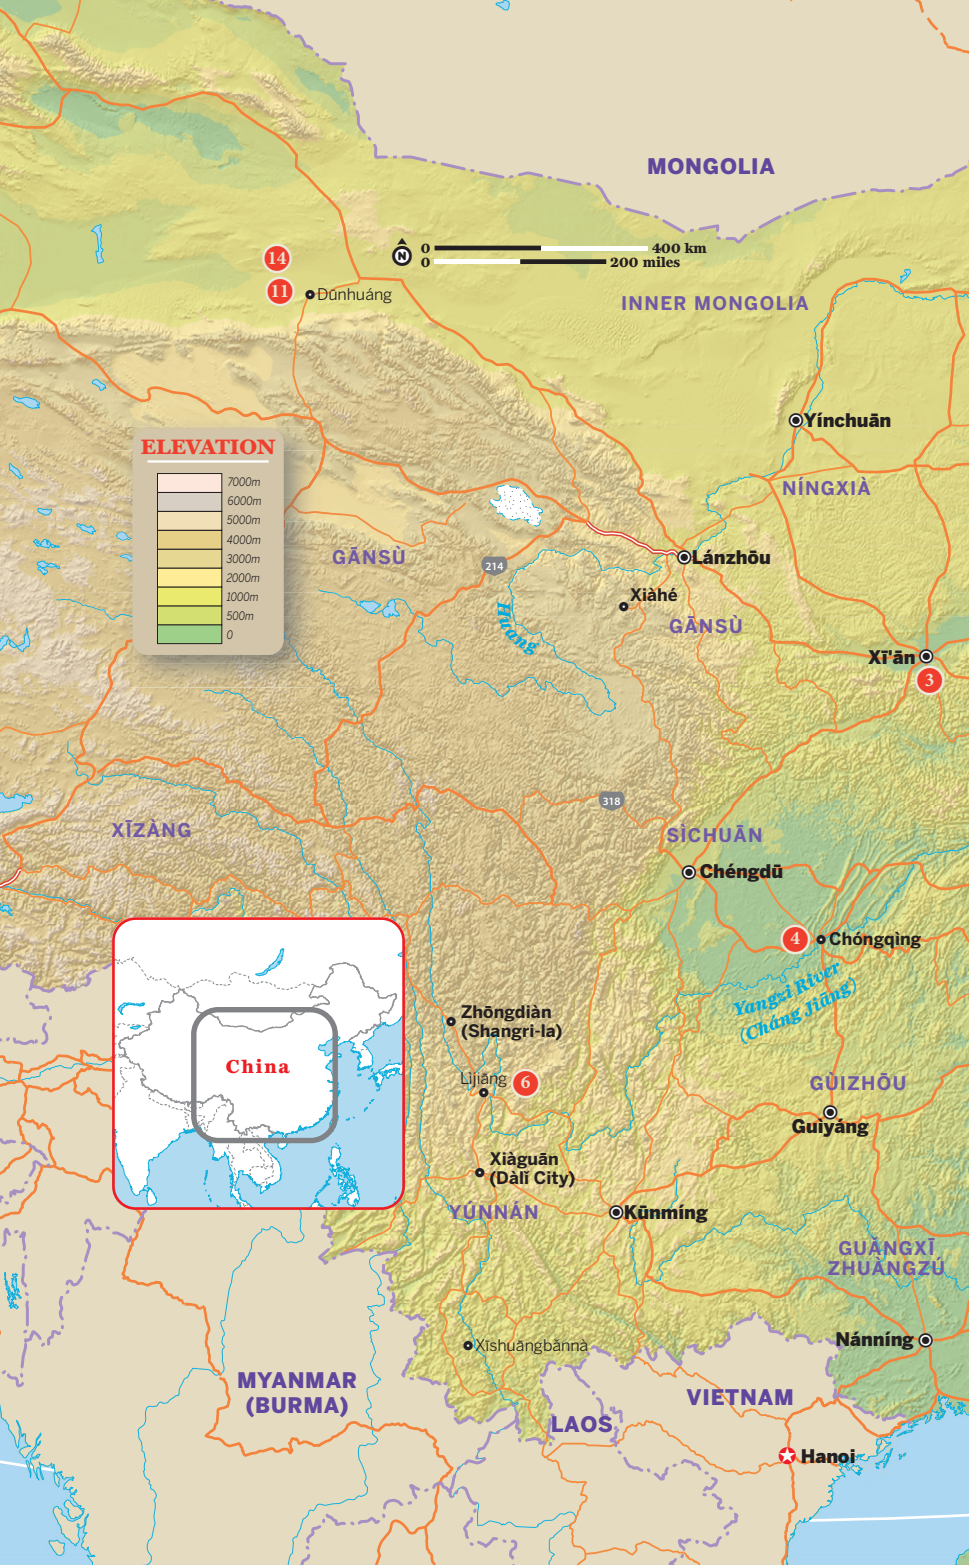 MONGOLIA
14
0
400 km
N
0
200 miles
11
Dūnhuáng
INNER MONGOLIA
Yínchuān
ELEVATION
7000m
6000m
5000m
4000m
3000m
2000m
1000m
500m
0
NÍNGXIÀ
GĀNSÙ
214
Lánzhōu
Xiàhé
Huang
GĀNSÙ
Xī'ān
3
318
XĪZÀNG
SÌCHUĀN
Chéngdū
4
Chóngqìng
Yangzi River
(Cháng Jiāng)
Zhōngdiàn
(Shangri-la)
China
Lìjiāng
6
GÙIZHŌU
Guiyáng
Xiàguān
(Dàlǐ City)
YÚNNÁN
Kūnmíng
GUǍNGXĪ
ZHUÀNGZÚ
Nánníng
Xīshuāngbǎnnà
MYANMAR
(BURMA)
VIETNAM
LAOS
Hanoi